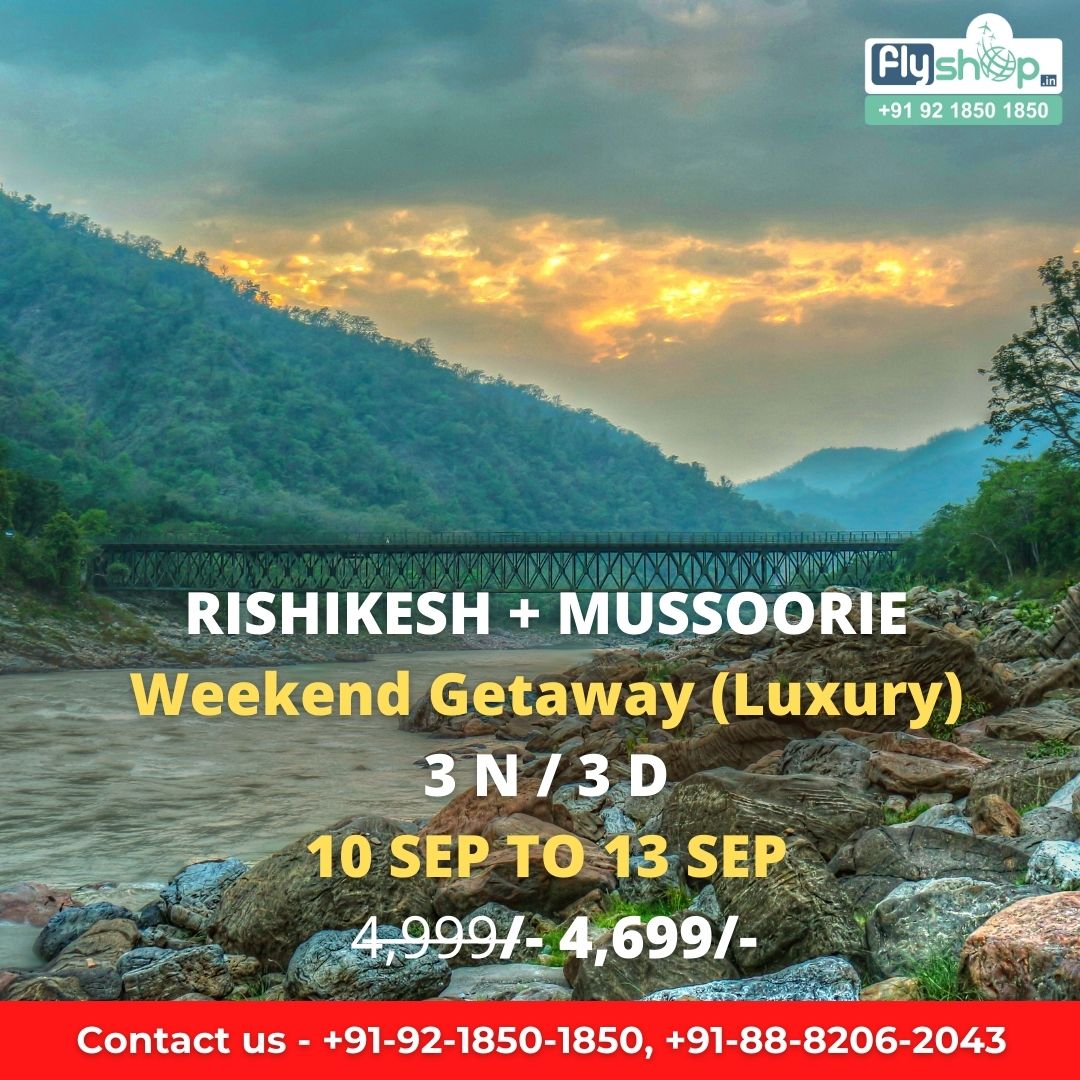 flyshop.in
+91 92 1850 1850
RISHIKESH + MUSSOORIE
Weekend Getaway (Luxury)
3 N / 3 D
10 SEP TO 13 SEP
4,999/- 4,699/-
Contact us - +91-92-1850-1850, +91-88-8206-2043